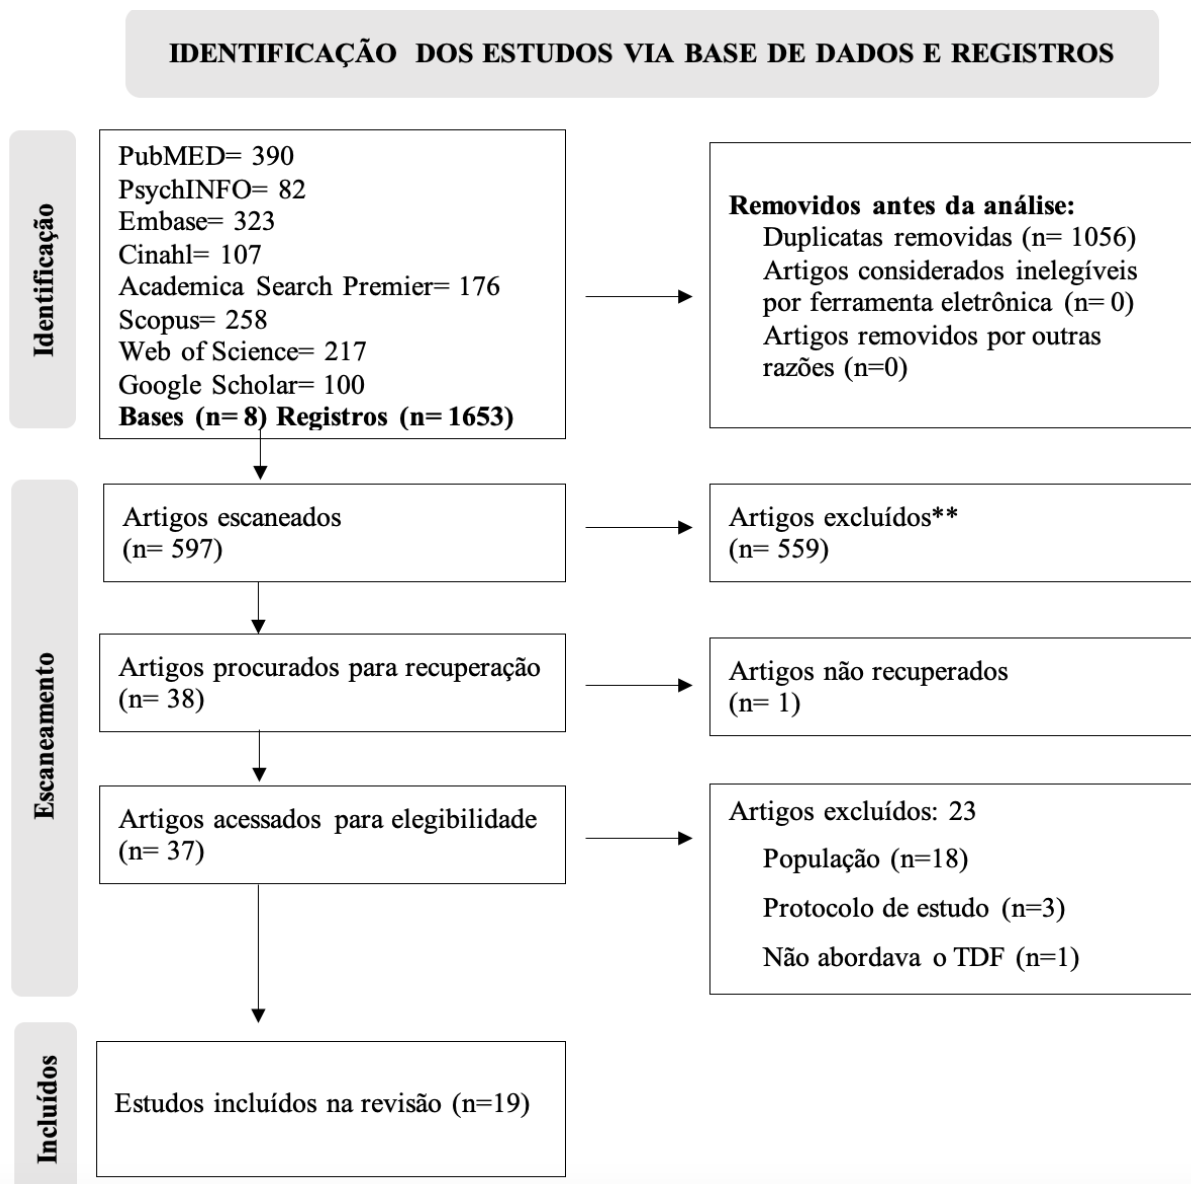 IDENTIFICAÇÃO DOS ESTUDOS VIA BASE DE DADOS E REGISTROS
Identificação
PubMED= 390
PsychINFO= 82
Embase= 323
Cinahl= 107
Academica Search Premier= 176
Scopus= 258
Web of Science= 217
Google Scholar= 100
Bases (n= 8) Registros (n= 1653)
Removidos antes da análise:
Duplicatas removidas (n= 1056)
Artigos considerados inelegíveis
por ferramenta eletrônica (n= 0)
Artigos removidos por outras
razões (n=0)
Escaneamento
Artigos escaneados
(n= 597)
Artigos excluídos**
(n= 559)
Artigos procurados para recuperação
(n= 38)
Artigos não recuperados
(n= 1)
Artigos acessados para elegibilidade
(n= 37)
Artigos excluídos: 23
População (n=18)
Protocolo de estudo (n=3)
Não abordava o TDF (n=1)
Incluídos
Estudos incluídos na revisão (n=19)